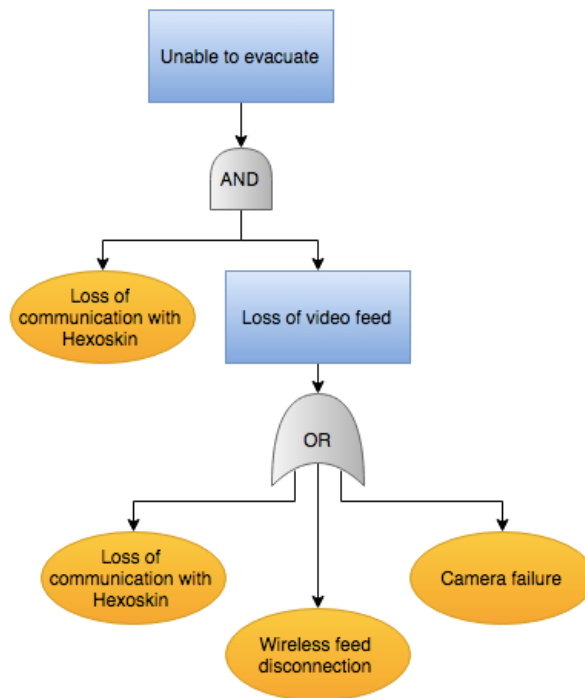 Unable to evacuate
AND
Loss of
communication with
Hexoskin
Loss of video feed
OR
Loss of
communication with
Hexoskin
Camera failure
Wireless feed
disconnection